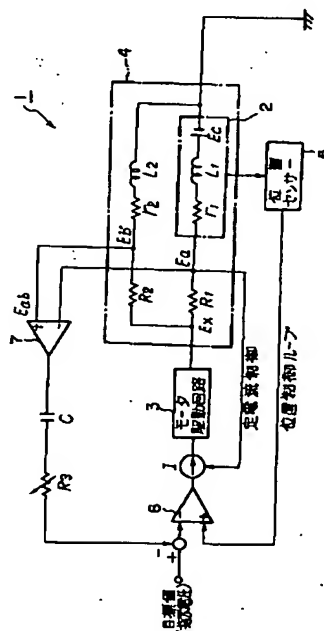 1
4
2
Eb
r2
L2
r1
L1
Ec
Eab
7
Ea
R2
R1
Ex
C
R3
3
モータ
駆動回路
I
6
定電流制御
位置制御ループ
位置
センサー
5
+
-
目標値